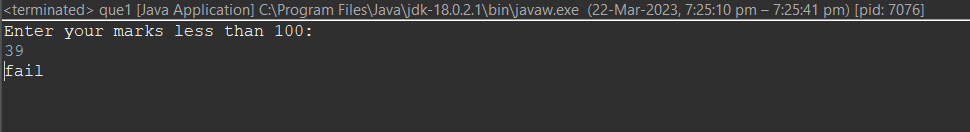 <terminated> que1 [Java Application] C:\Program Files\Java\jdk-18.0.2.1\bin\javaw.exe (22-Mar-2023, 7:25:10 pm – 7:25:41 pm) [pid: 7076]
Enter your marks less than 100:
39
fail